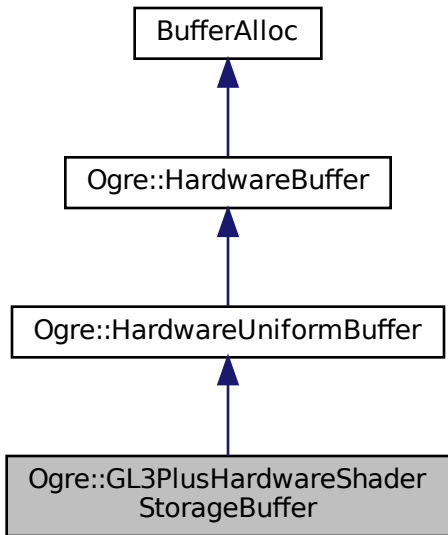 BufferAlloc
Ogre::HardwareBuffer
Ogre::HardwareUniformBuffer
Ogre::GL3PlusHardwareShader
StorageBuffer